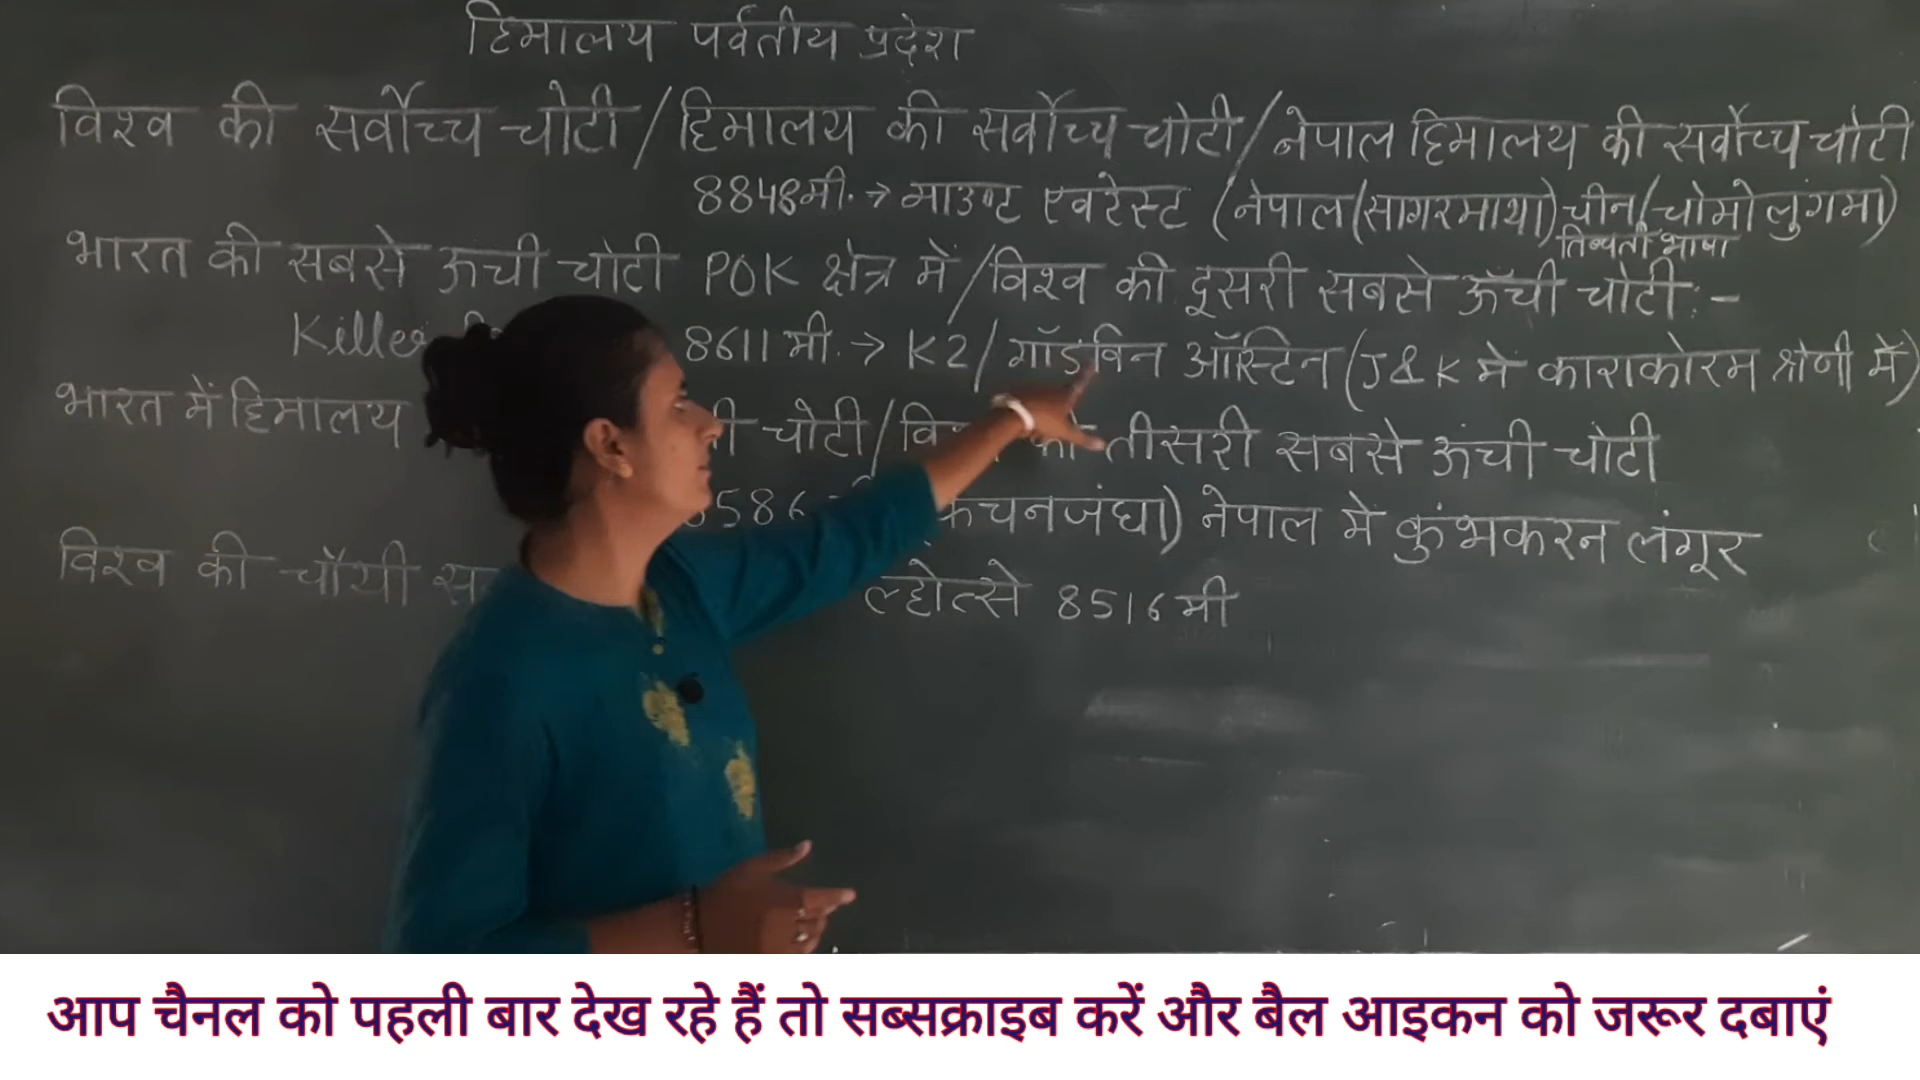 हिमालय पर्वतीय प्रदेश
विश्व की सर्वोच्च चोटी/हिमालय की सर्वोच्च चोटी/नेपाल हिमालय की सर्वोच्च चोटी
8848मी. → माउण्ट एवरेस्ट (नेपाल(सागरमाथा) चीन/(चोमोलुंगमा)
तिब्बती भाषा
भारत की सबसे ऊंची चोटी POK क्षेत्र में/विश्व की दूसरी सबसे ऊँची चोटी:-
8611 मी. → K2/गॉडविन ऑस्टिन (J&K में काराकोरम श्रेणी में)
भारत में हिमालय चोटी/ तीसरी सबसे ऊंची चोटी
कंचनजंघा) नेपाल में कुंभकरन लंगूर
विश्व की चौथी ल्होत्से 8516 मी
आप चैनल को पहली बार देख रहे हैं तो सब्सक्राइब करें और बैल आइकन को जरूर दबाएं